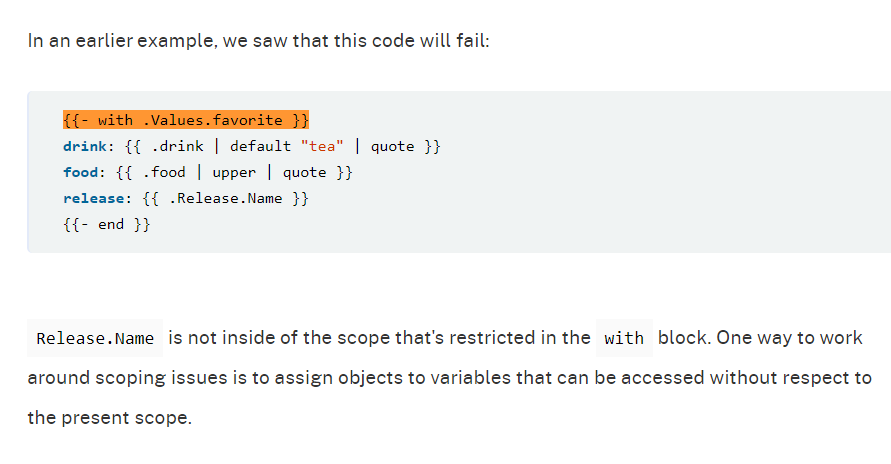 In an earlier example, we saw that this code will fail:
{{- with .Values.favorite }}
drink: {{ .drink | default "tea" | quote }}
food: {{ .food | upper | quote }}
release: {{ .Release.Name }}
{{- end }}
Release.Name is not inside of the scope that's restricted in the with block. One way to work
around scoping issues is to assign objects to variables that can be accessed without respect to
the present scope.